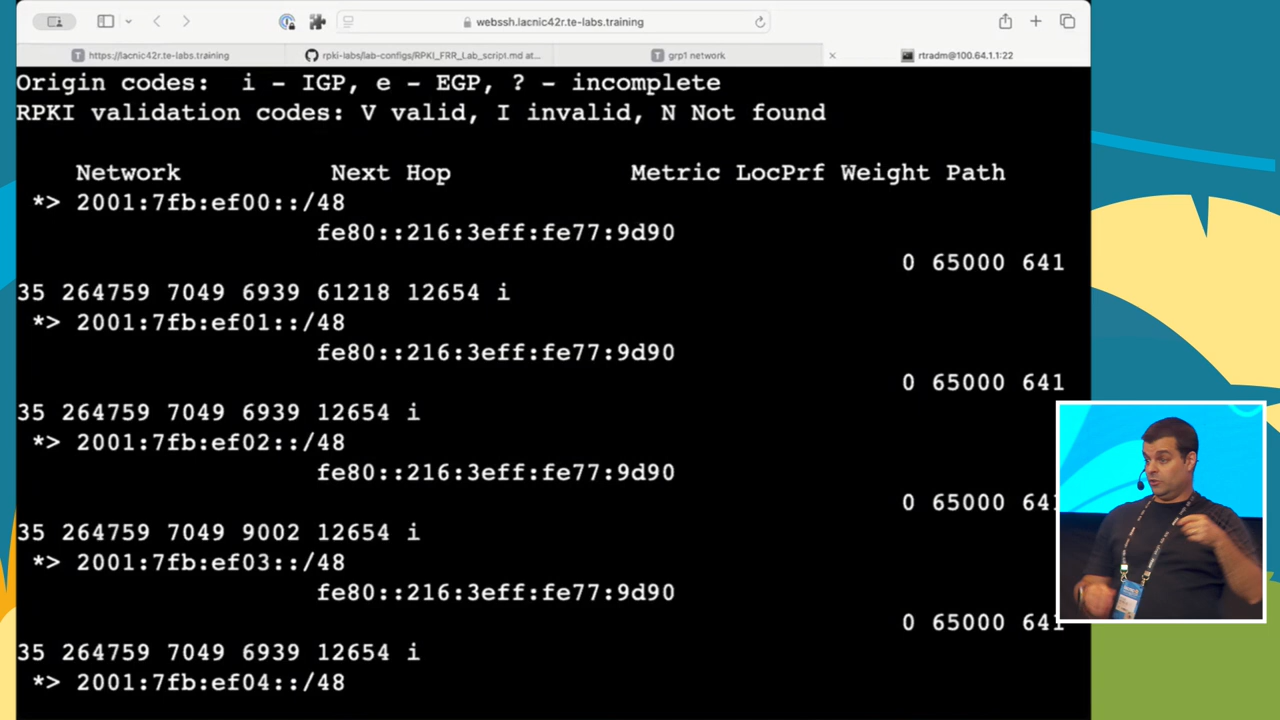 webssh.lacnic42r.te-labs.training
https://lacnic42r.te-labs.training
rpki-labs/lab-configs/RPKI_FRR_Lab_script.md at...
grp1 network
rtradm@100.64.1.1:22
Origin codes: i - IGP, e - EGP, ? - incomplete
RPKI validation codes: V valid, I invalid, N Not found
Network Next Hop Metric LocPrf Weight Path
*> 2001:7fb:ef00::/48
fe80::216:3eff:fe77:9d90
0 65000 641
35 264759 7049 6939 61218 12654 i
*> 2001:7fb:ef01::/48
fe80::216:3eff:fe77:9d90
0 65000 641
35 264759 7049 6939 12654 i
*> 2001:7fb:ef02::/48
fe80::216:3eff:fe77:9d90
0 65000 641
35 264759 7049 9002 12654 i
*> 2001:7fb:ef03::/48
fe80::216:3eff:fe77:9d90
0 65000 641
35 264759 7049 6939 12654 i
*> 2001:7fb:ef04::/48